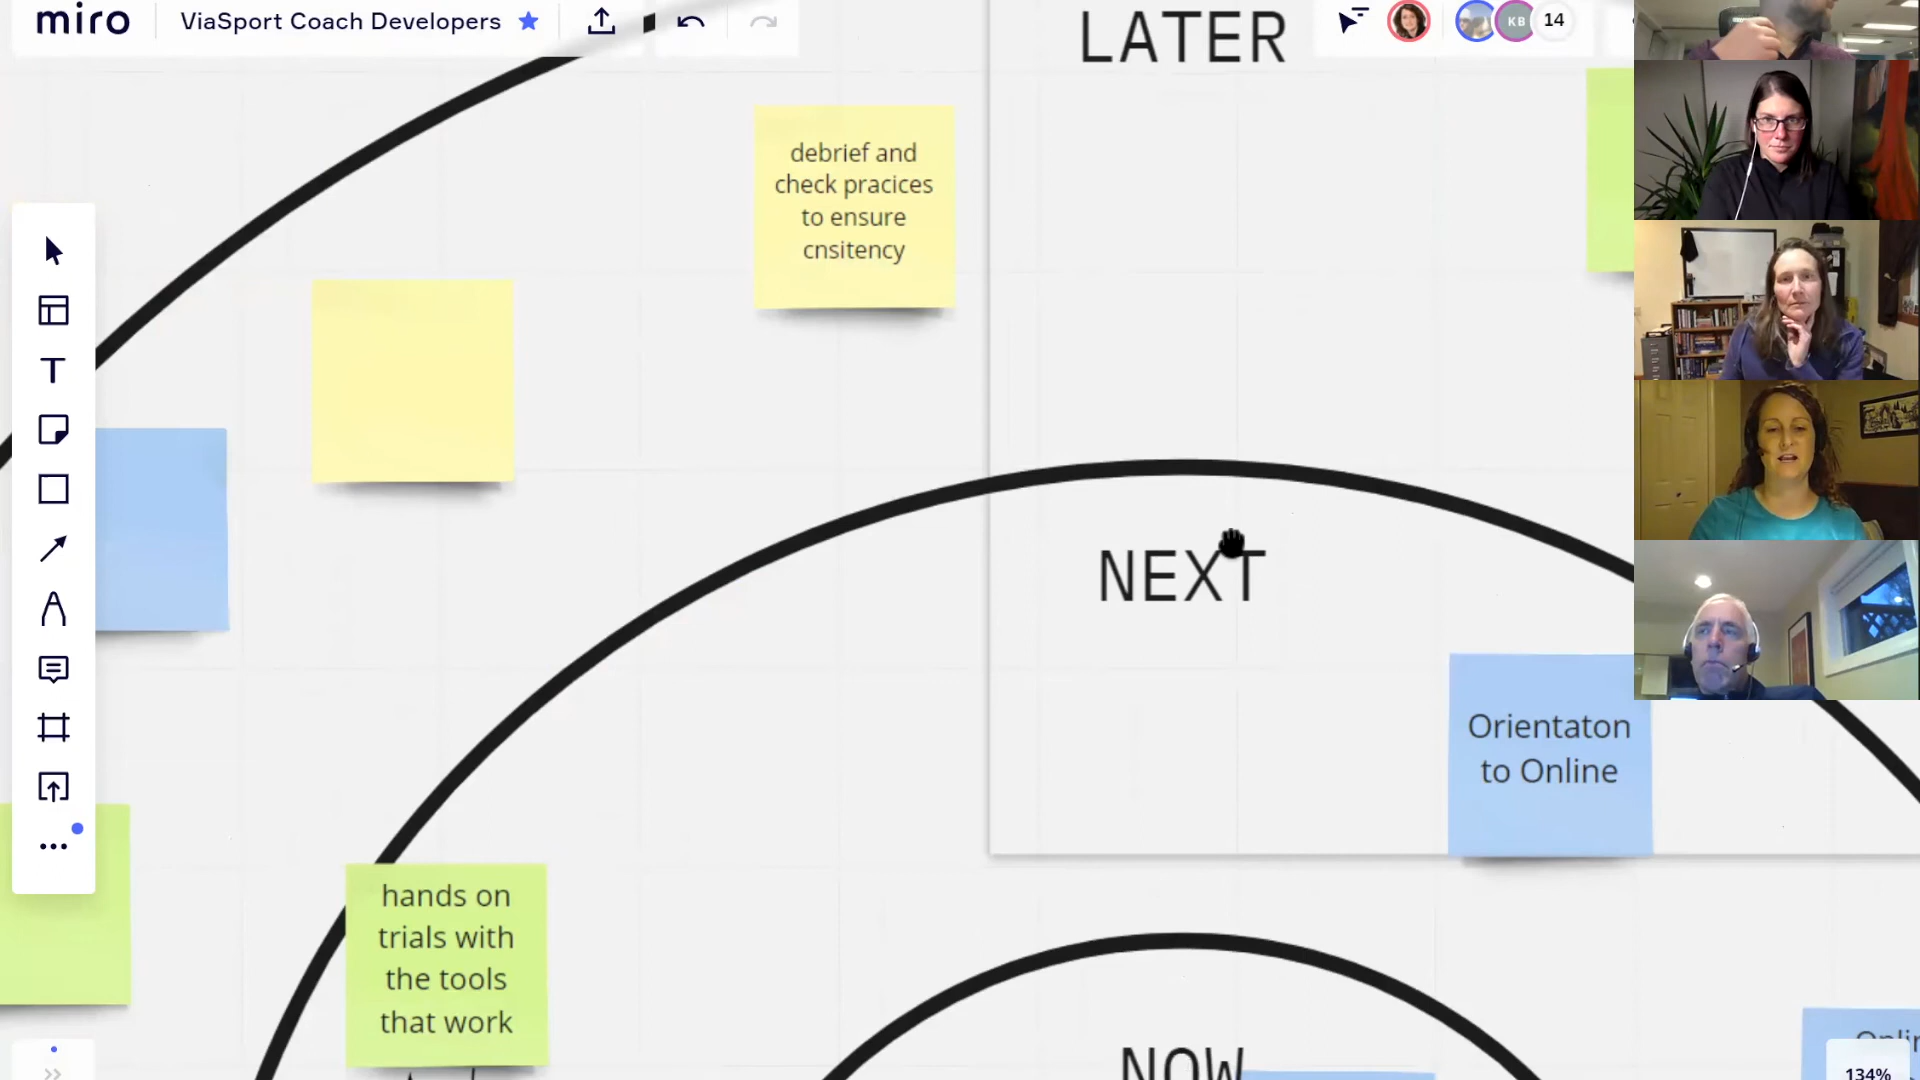 miro
ViaSport Coach Developers
LATER
KB
14
debrief and
check pracices
to ensure
cnsitency
NEXT
Orientaton
to Online
hands on
trials with
the tools
that work
NOW
134%